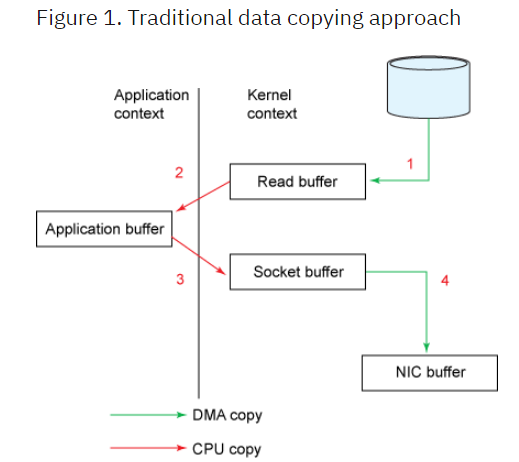 Figure 1. Traditional data copying approach
Application
context
Kernel
context
1
2
Read buffer
Application buffer
3
Socket buffer
4
NIC buffer
DMA copy
CPU copy